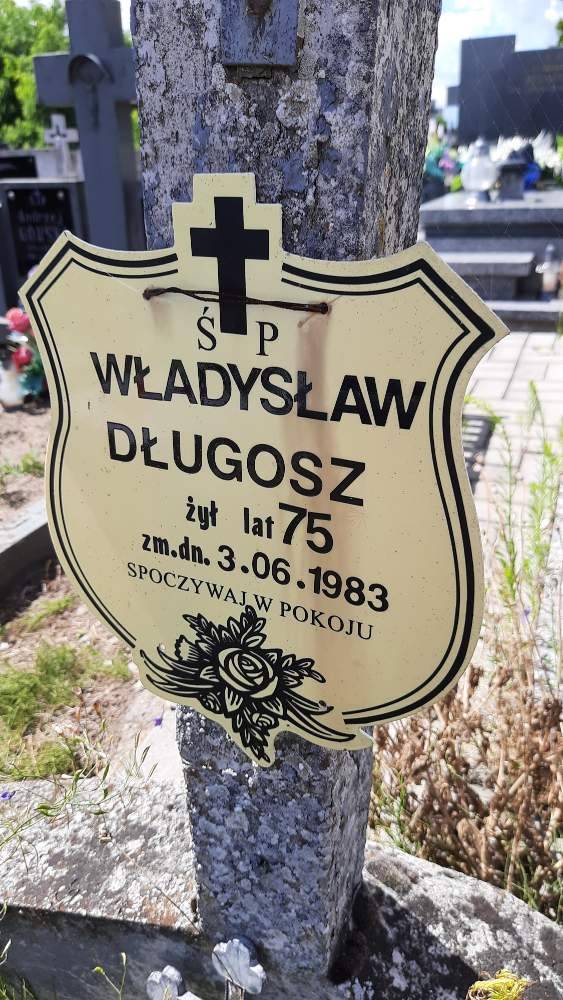 Ś P
WŁADYSŁAW
DŁUGOSZ
żył lat 75
zm.dn. 3.06.1983
SPOCZYWAJ W POKOJU